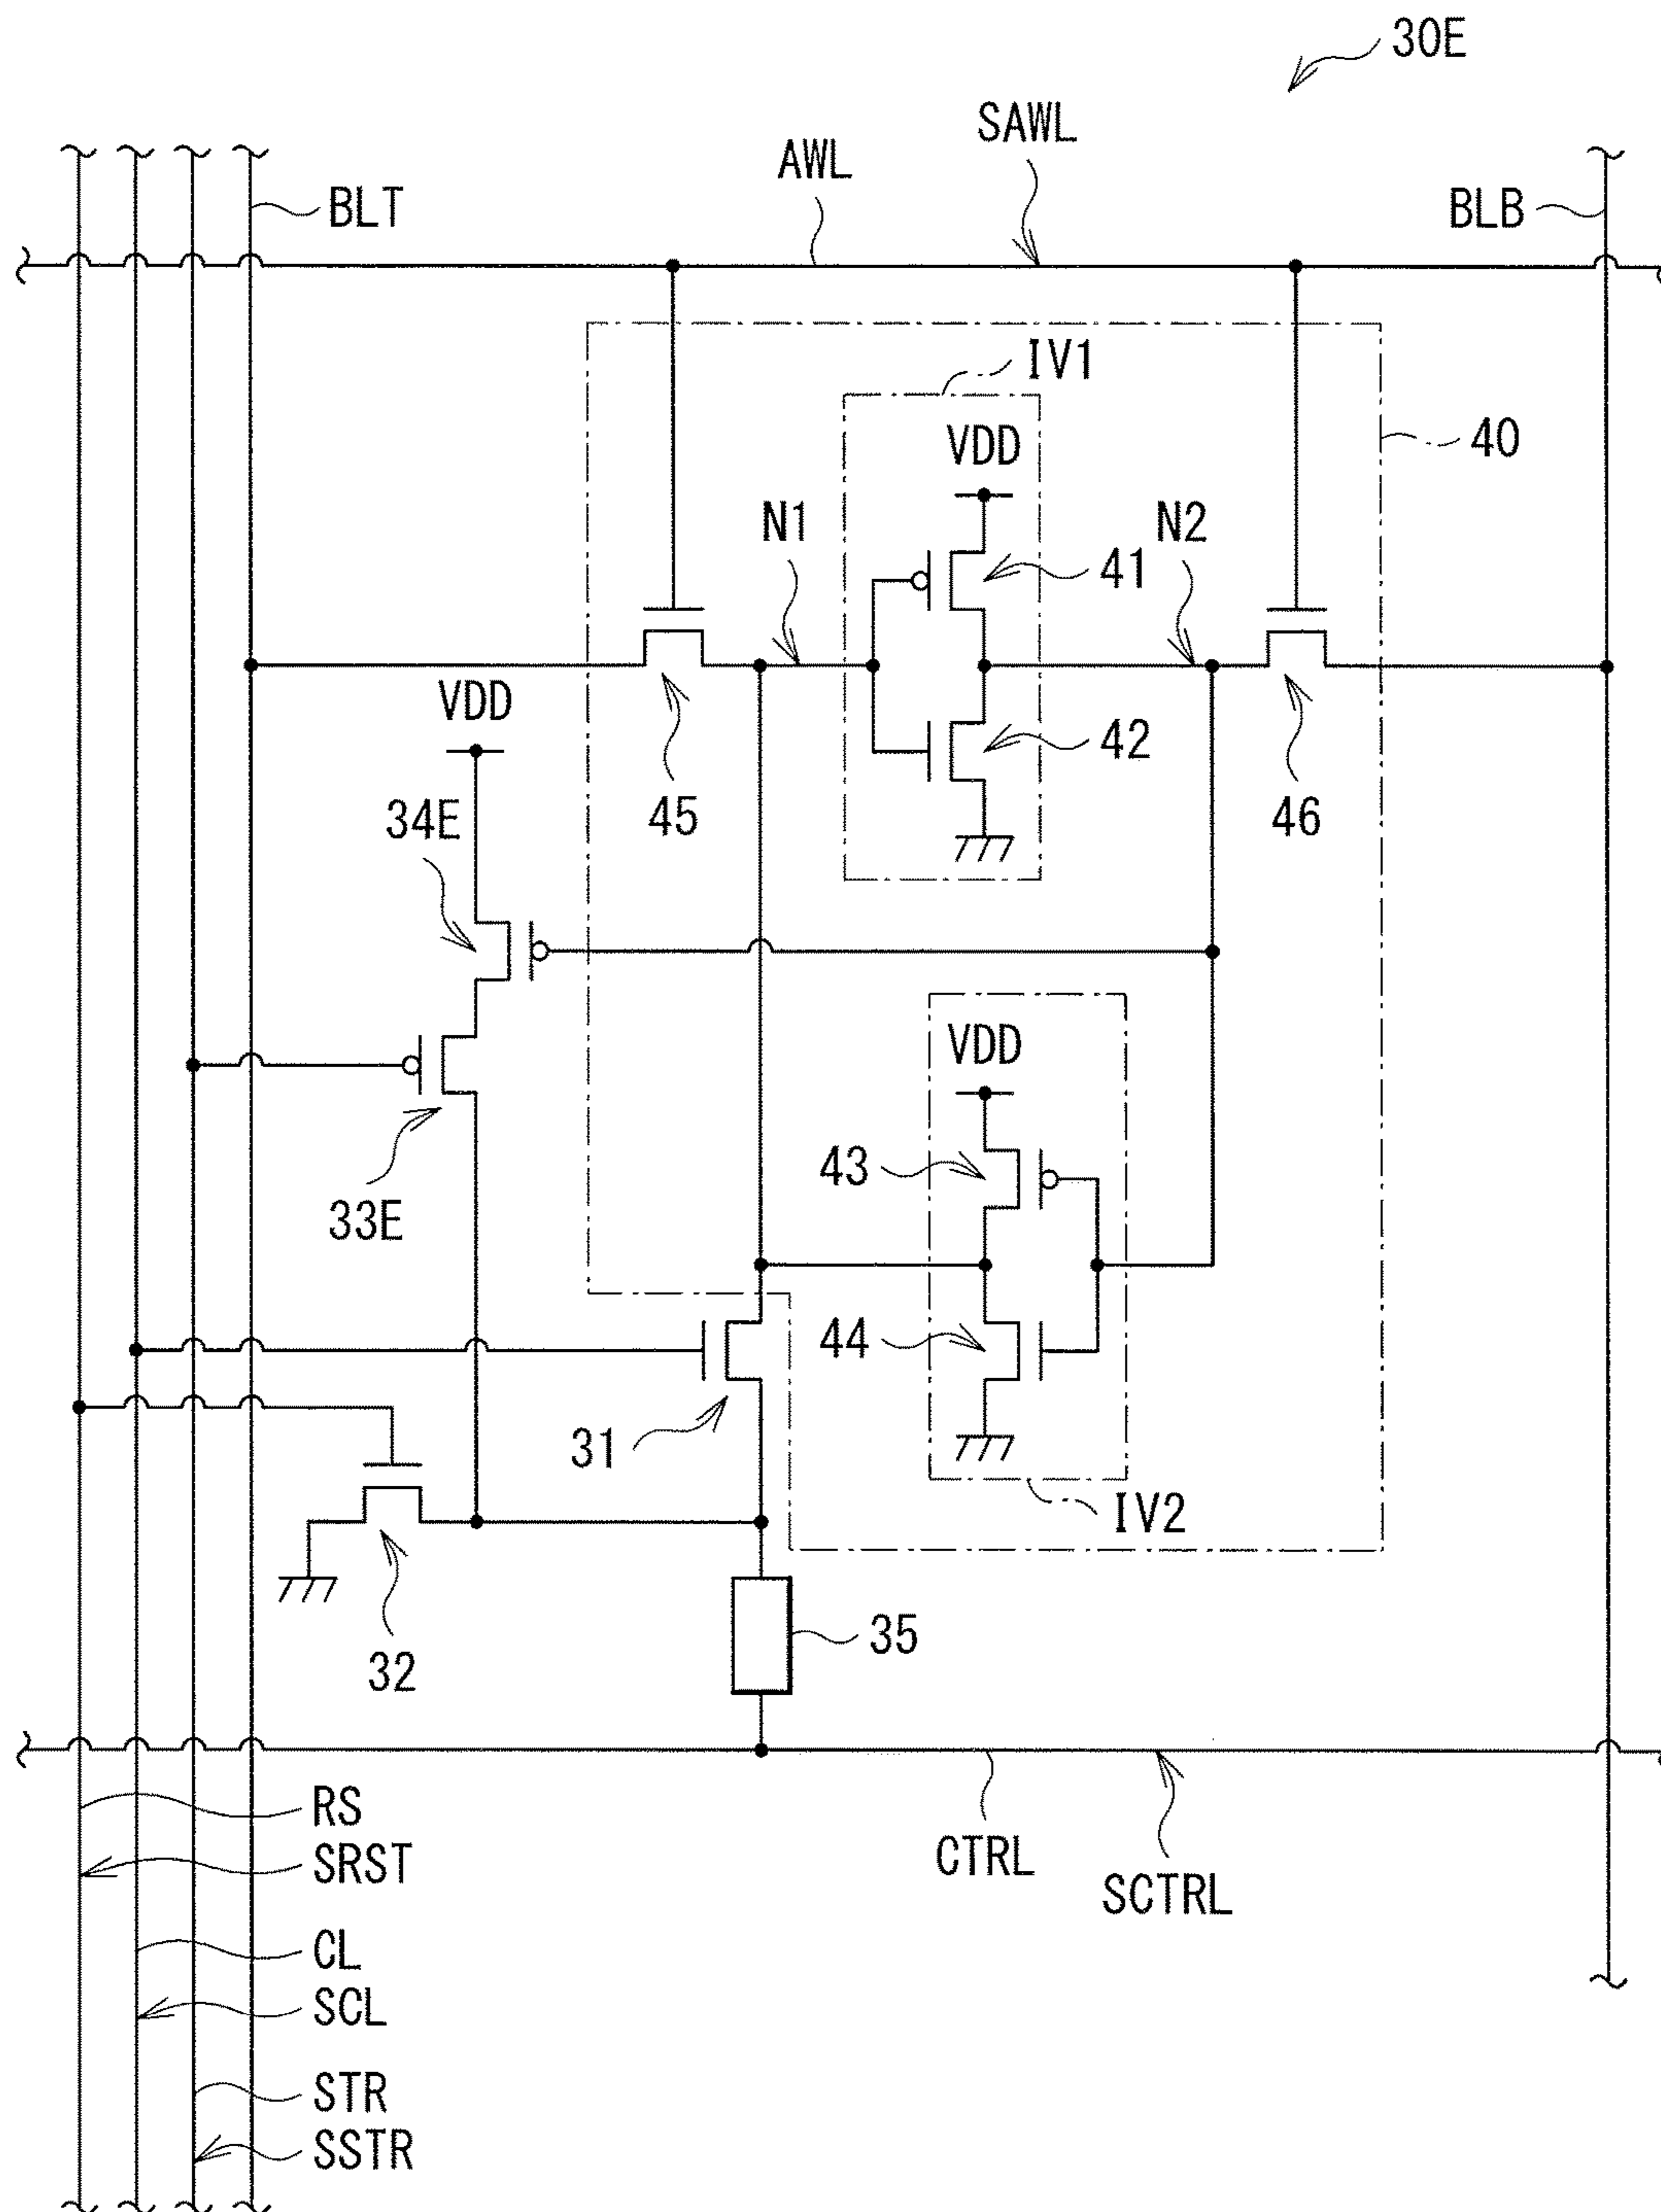 30E
SAWL
AWL
BLT
BLB
IV1
VDD
40
N1
41
N2
VDD
42
45
46
34E
VDD
43
33E
44
31
IV2
35
32
RS
SRST
CTRL
SCTRL
CL
SCL
STR
SSTR